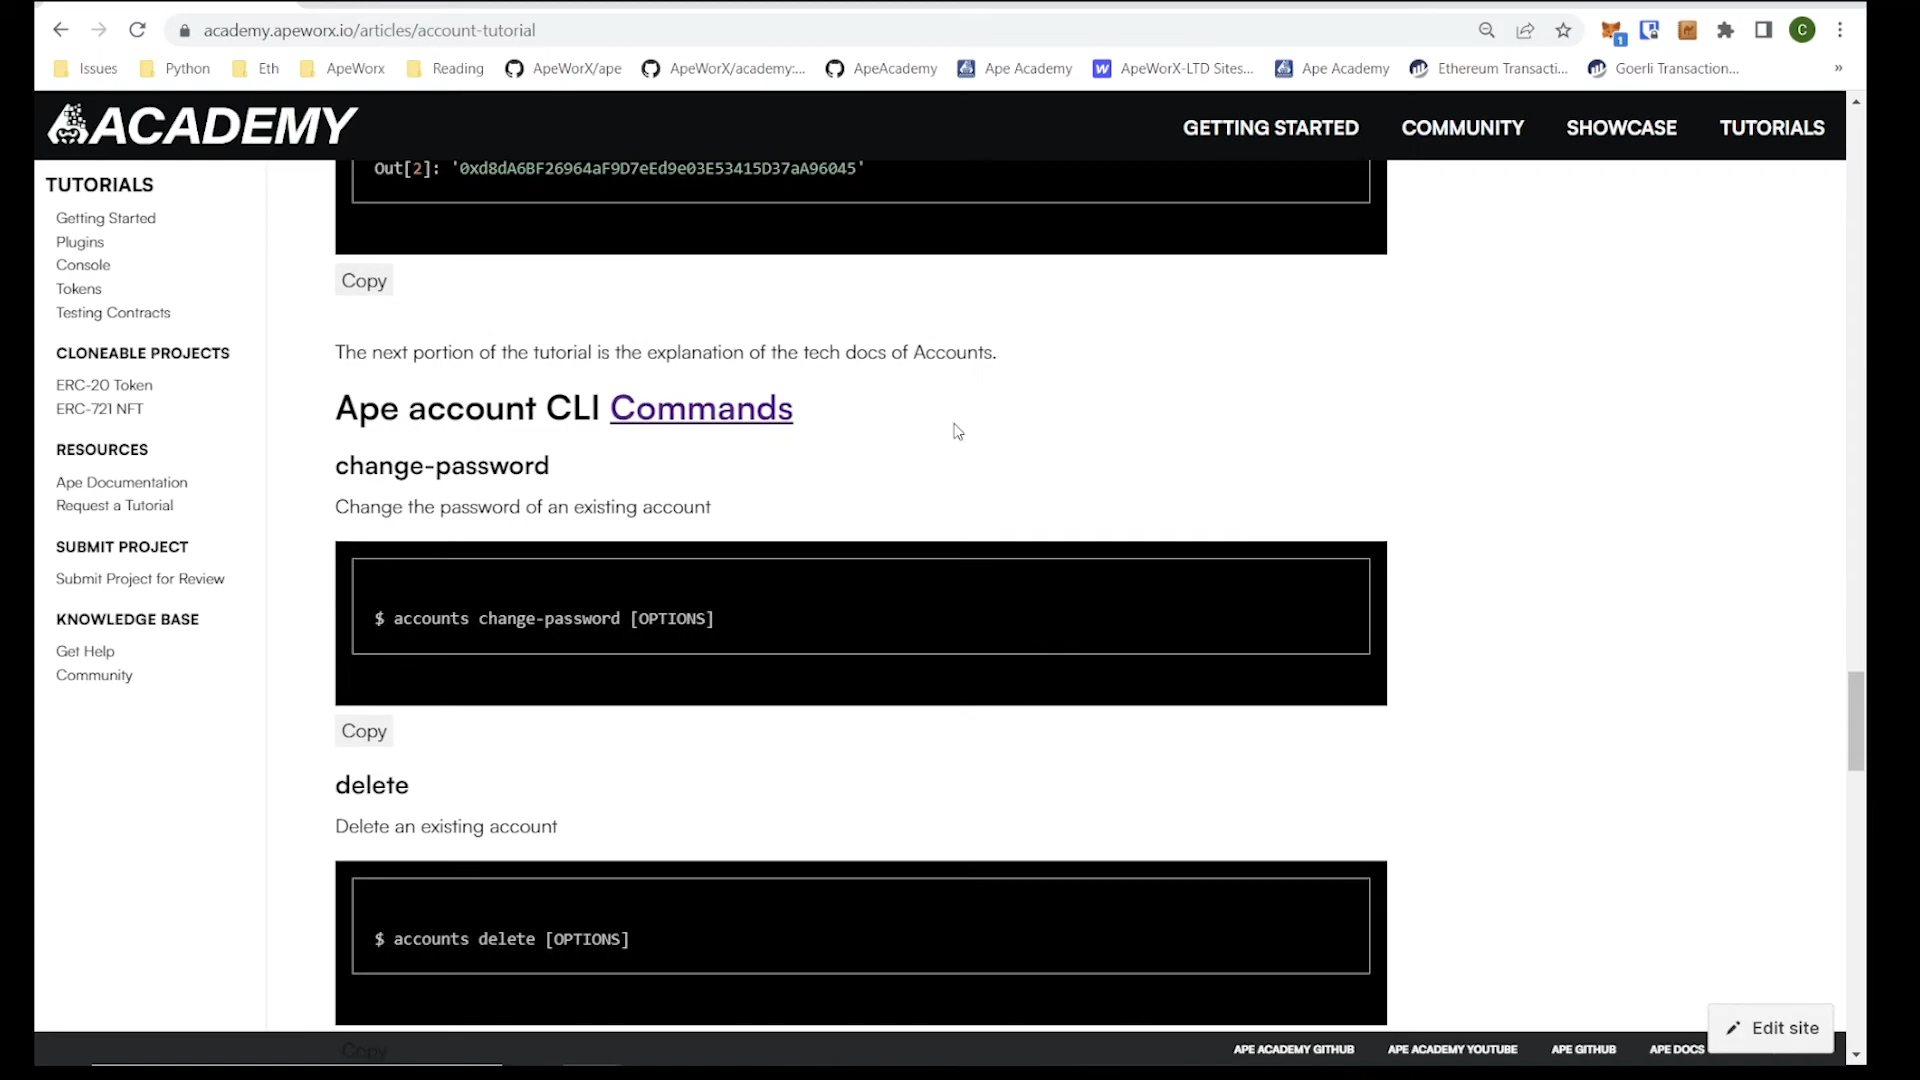 academy.apeworx.io/articles/account-tutorial
1
C
Issues
Python
Eth
ApeWorx
Reading
ApeWorX/ape
ApeWorX/academy:...
ApeAcademy
Ape Academy
W
ApeWorX-LTD Sites...
Ape Academy
Ethereum Transacti...
Goerli Transaction...
»
ACADEMY
GETTING STARTED
COMMUNITY
SHOWCASE
TUTORIALS
TUTORIALS
Getting Started
Plugins
Console
Tokens
Testing Contracts
CLONEABLE PROJECTS
ERC-20 Token
ERC-721 NFT
RESOURCES
Ape Documentation
Request a Tutorial
SUBMIT PROJECT
Submit Project for Review
KNOWLEDGE BASE
Get Help
Community
Out[2]: '0xd8dA6BF26964aF9D7eEd9e03E53415D37aA96045'
Copy
The next portion of the tutorial is the explanation of the tech docs of Accounts.
Ape account CLI Commands
change-password
Change the password of an existing account
$ accounts change-password [OPTIONS]
Copy
delete
Delete an existing account
$ accounts delete [OPTIONS]
Copy
Edit site
APE ACADEMY GITHUB
APE ACADEMY YOUTUBE
APE GITHUB
APE DOCS